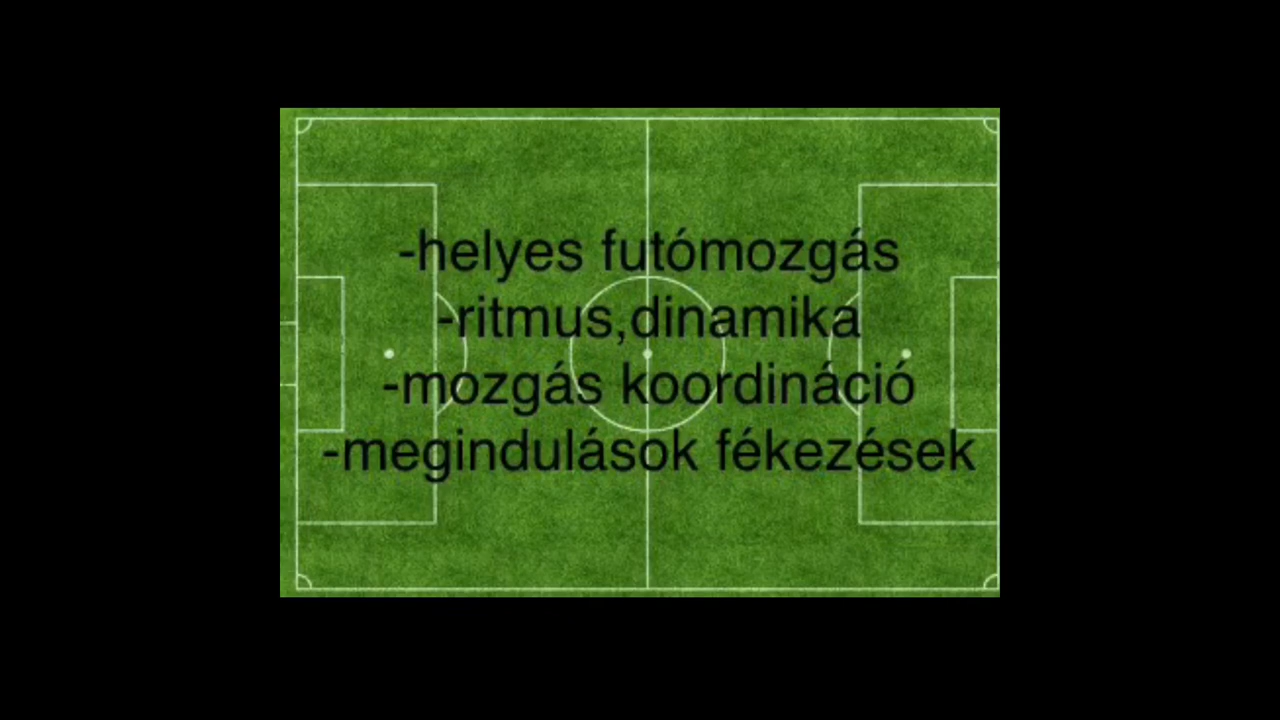 -helyes futómozgás
-ritmus,dinamika
-mozgás koordináció
-megindulások fékezések